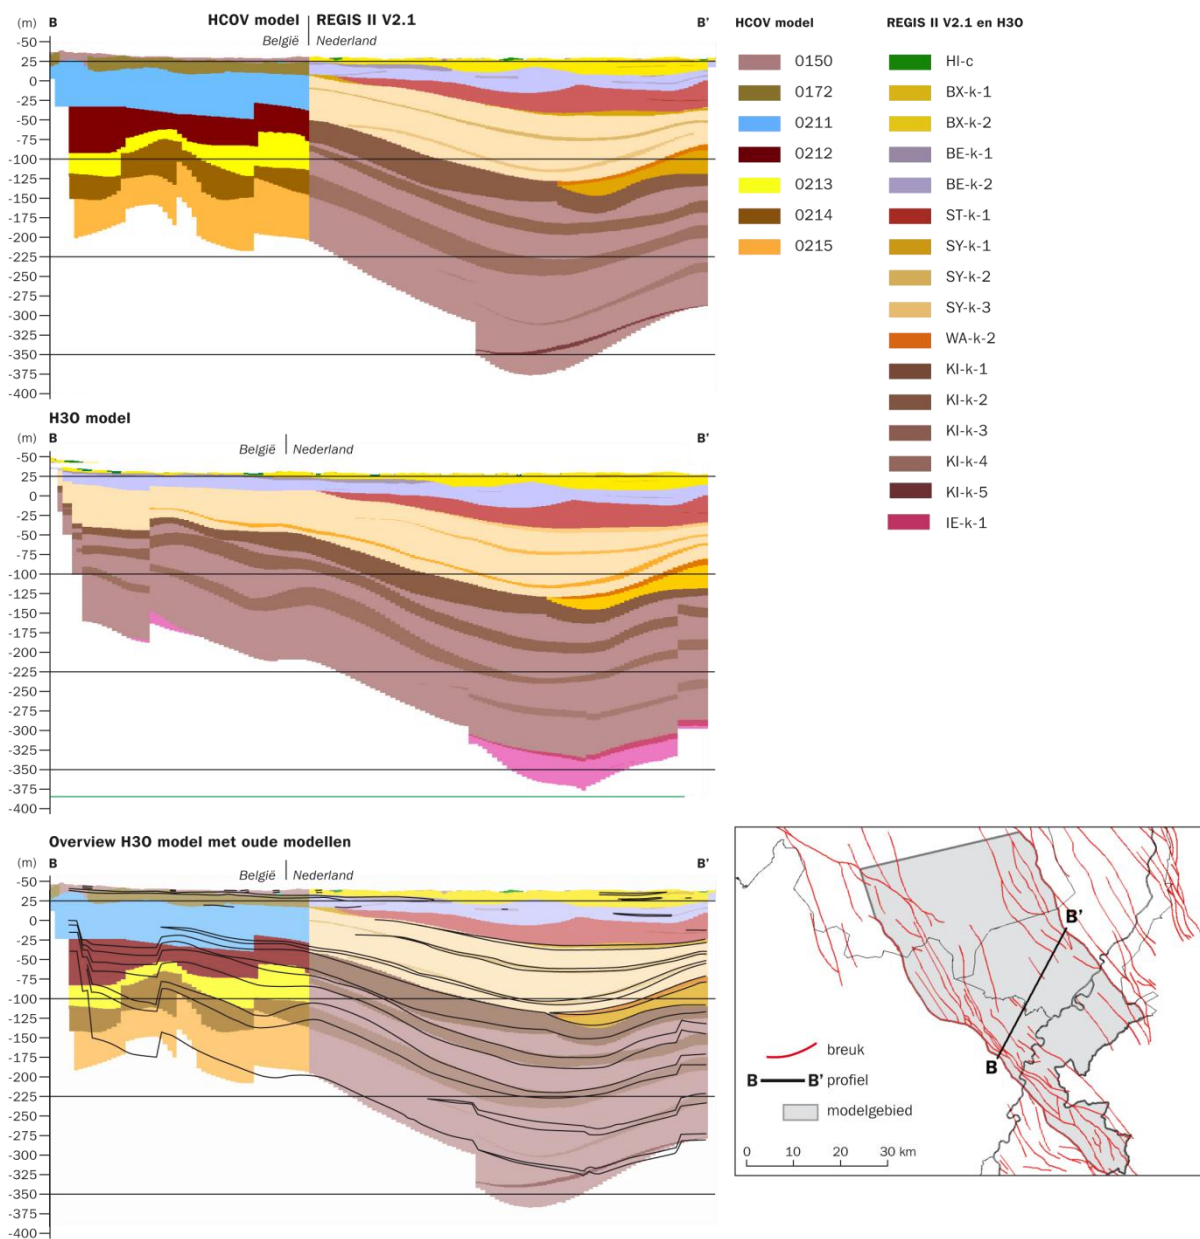 HCOV model | REGIS II V2.1
(m) B B'
België | Nederland
-50
25
0
-25
-50
-75
-100
-125
-150
-175
-200
-225
-250
-275
-300
-325
-350
-375
-400
H3O model
(m) B B'
België | Nederland
-50
25
0
-25
-50
-75
-100
-125
-150
-175
-200
-225
-250
-275
-300
-325
-350
-375
-400
Overview H3O model met oude modellen
(m) B B'
België | Nederland
-50
25
0
-25
-50
-75
-100
-125
-150
-175
-200
-225
-250
-275
-300
-325
-350
-375
-400
HCOV model
0150
0172
0211
0212
0213
0214
0215
REGIS II V2.1 en H3O
Hl-c
BX-k-1
BX-k-2
BE-k-1
BE-k-2
ST-k-1
SY-k-1
SY-k-2
SY-k-3
WA-k-2
KI-k-1
KI-k-2
KI-k-3
KI-k-4
KI-k-5
IE-k-1
B'
B
breuk
B B' profiel
modelgebied
0 10 20 30 km